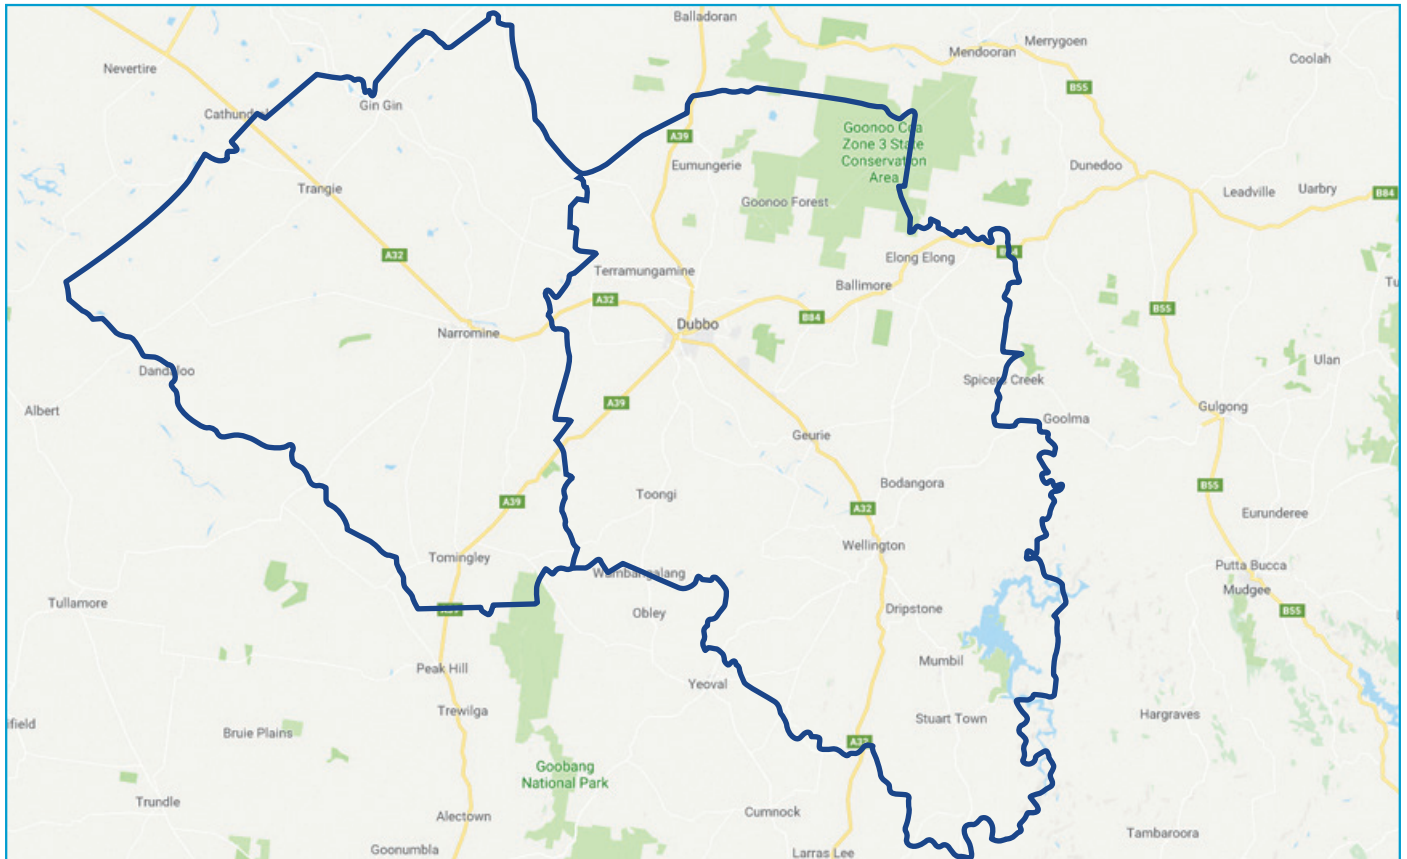 Balladoran
Merrygoen
Mendooran
Coolah
Nevertire
B55
Gin Gin
A39
Goonoo Cca
Zone 3 State
Conservation
Area
Eumungerie
Dunedoo
Trangie
Leadville
Uarbry
B84
Goonoo Forest
A32
Elong Elong
Terramungamine
Ballimore
A32
B55
B84
Dubbo
Narromine
Ulan
Spicers Creek
Albert
A39
Gulgong
Goolma
Geurie
Bodangora
B55
Toongi
A39
A32
Eurunderee
Wellington
Tomingley
Putta Bucca
Wambangalang
Mudgee
Tullamore
Obley
Dripstone
B55
Peak Hill
Mumbil
Yeoval
Trewilga
Hargraves
Stuart Town
ifield
Bruie Plains
A32
Goobang
National Park
Trundle
Cumnock
Alectown
Tambaroora
Goonumbla
Larras Lee